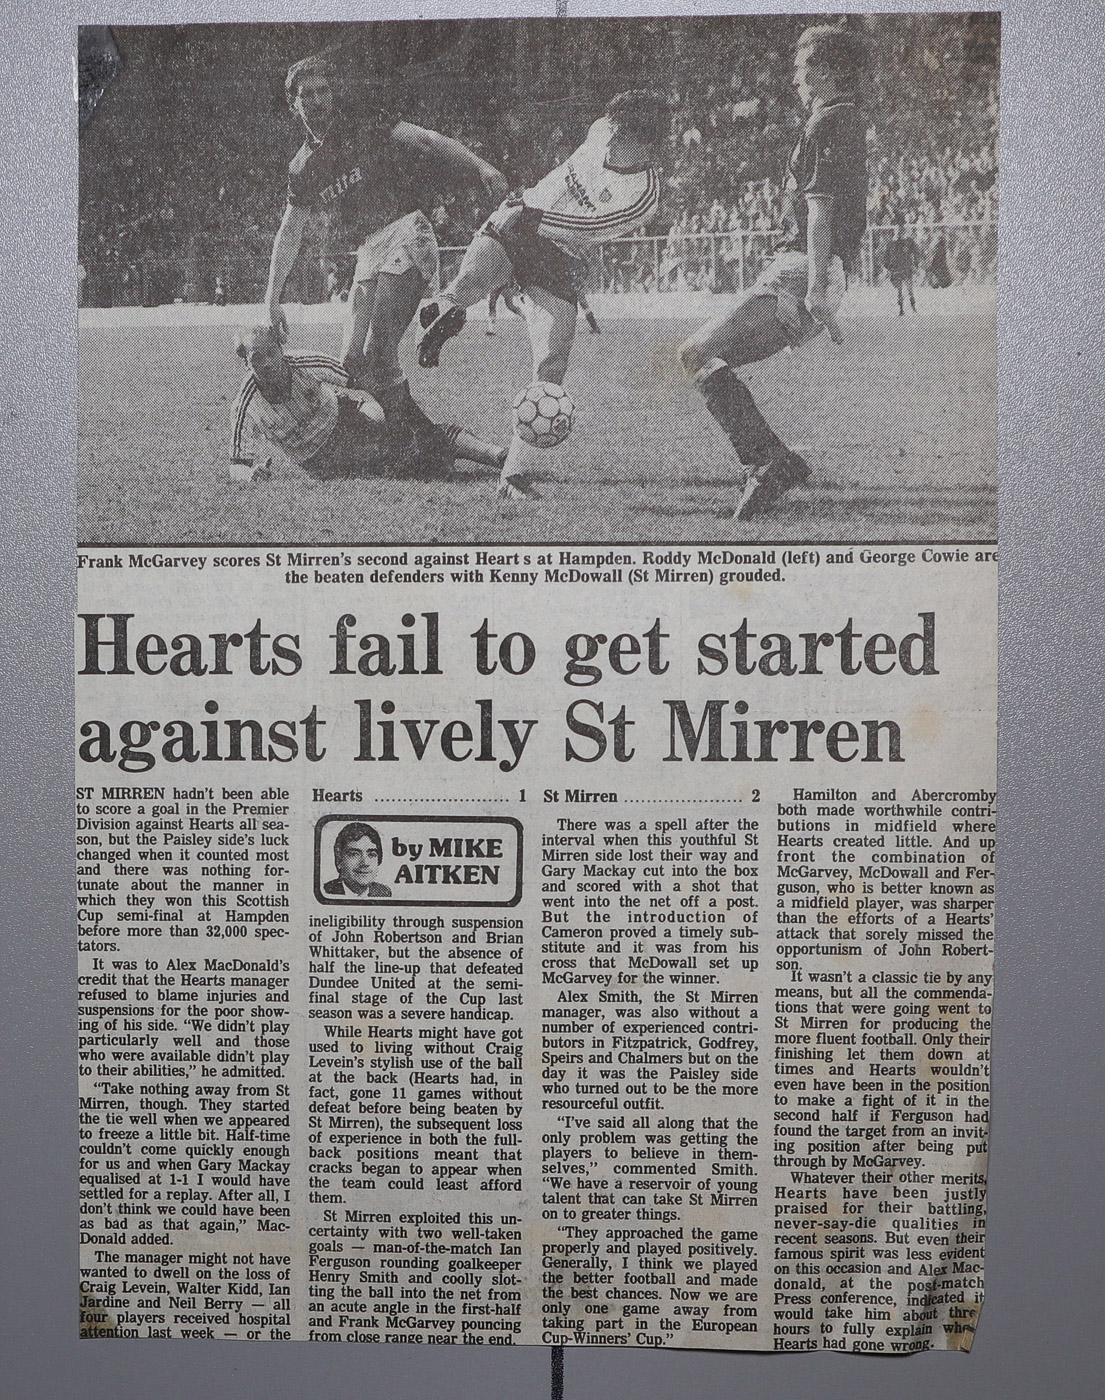 mita
Frank McGarvey scores St Mirren's second against Heart s at Hampden. Roddy McDonald (left) and George Cowie are
the beaten defenders with Kenny McDowall (St Mirren) grouded.
Hearts fail to get started
against lively St Mirren
ST MIRREN hadn't been able
to score a goal in the Premier
Division against Hearts all sea-
son, but the Paisley side's luck
changed when it counted most
and there was nothing for-
tunate about the manner in
which they won this Scottish
Cup semi-final at Hampden
before more than 32,000 spec-
tators.
It was to Alex MacDonald's
credit that the Hearts manager
refused to blame injuries and
suspensions for the poor show-
ing of his side. "We didn't play
particularly well and those
who were available didn't play
to their abilities," he admitted.
"Take nothing away from St
Mirren, though. They started
the tie well when we appeared
to freeze a little bit. Half-time
couldn't come quickly enough
for us and when Gary Mackay
equalised at 1-1 I would have
settled for a replay. After all, I
don't think we could have been
as bad as that again," Mac-
Donald added.
The manager might not have
wanted to dwell on the loss of
Craig Levein, Walter Kidd, Ian
Jardine and Neil Berry — all
four players received hospital
attention last week — or the
Hearts ........................ 1
by MIKE
AITKEN
ineligibility through suspension
of John Robertson and Brian
Whittaker, but the absence of
half the line-up that defeated
Dundee United at the semi-
final stage of the Cup last
season was a severe handicap.
While Hearts might have got
used to living without Craig
Levein's stylish use of the ball
at the back (Hearts had, in
fact, gone 11 games without
defeat before being beaten by
St Mirren), the subsequent loss
of experience in both the full-
back positions meant that
cracks began to appear when
the team could least afford
them.
St Mirren exploited this un-
certainty with two well-taken
goals — man-of-the-match Ian
Ferguson rounding goalkeeper
Henry Smith and coolly slot-
ting the ball into the net from
an acute angle in the first-half
and Frank McGarvey pouncing
from close range near the end.
St Mirren ..................... 2
There was a spell after the
interval when this youthful St
Mirren side lost their way and
Gary Mackay cut into the box
and scored with a shot that
went into the net off a post.
But the introduction of
Cameron proved a timely sub-
stitute and it was from his
cross that McDowall set up
McGarvey for the winner.
Alex Smith, the St Mirren
manager, was also without a
number of experienced contri-
butors in Fitzpatrick, Godfrey,
Speirs and Chalmers but on the
day it was the Paisley side
who turned out to be the more
resourceful outfit.
"I've said all along that the
only problem was getting the
players to believe in them-
selves," commented Smith.
"We have a reservoir of young
talent that can take St Mirren
on to greater things.
"They approached the game
properly and played positively.
Generally, I think we played
the better football and made
the best chances. Now we are
only one game away from
taking part in the European
Cup-Winners' Cup."
Hamilton and Abercromby
both made worthwhile contri-
butions in midfield where
Hearts created little. And up
front the combination of
McGarvey, McDowall and Fer-
guson, who is better known as
a midfield player, was sharper
than the efforts of a Hearts'
attack that sorely missed the
opportunism of John Robert-
son.
It wasn't a classic tie by any
means, but all the commenda-
tions that were going went to
St Mirren for producing the
more fluent football. Only their
finishing let them down at
times and Hearts wouldn't
even have been in the position
to make a fight of it in the
second half if Ferguson had
found the target from an invit-
ing position after being put
through by McGarvey.
Whatever their other merits,
Hearts have been justly
praised for their battling,
never-say-die qualities in
recent seasons. But even their
famous spirit was less evident
on this occasion and Alex Mac-
donald, at the post-match
Press conference, indicated it
would take him about thre
hours to fully explain
Hearts had gone wrong.